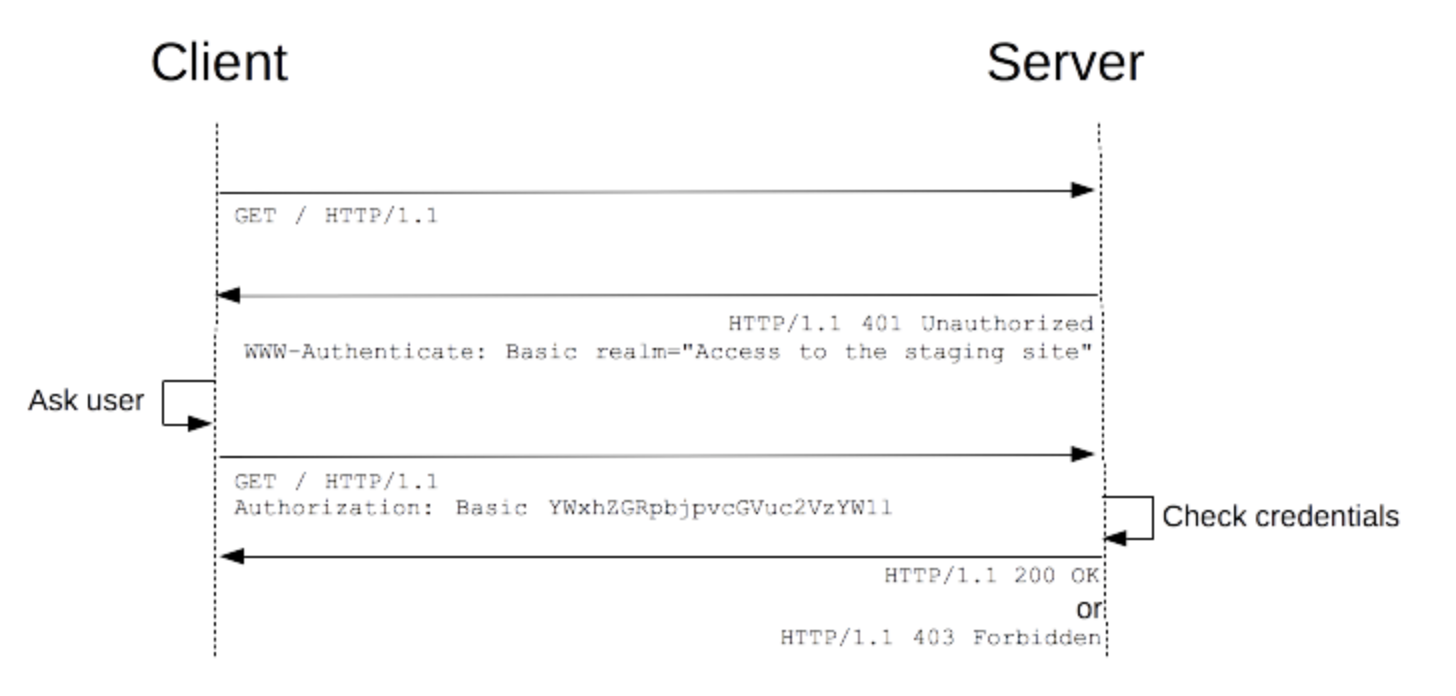 Client
Server
GET / HTTP/1.1
HTTP/1.1 401 Unauthorized
WWW-Authenticate: Basic realm="Access to the staging site"
Ask user
GET / HTTP/1.1
Authorization: Basic YWxhZGRpbjpvcGVuc2VzYW1l
Check credentials
HTTP/1.1 200 OK
or
HTTP/1.1 403 Forbidden